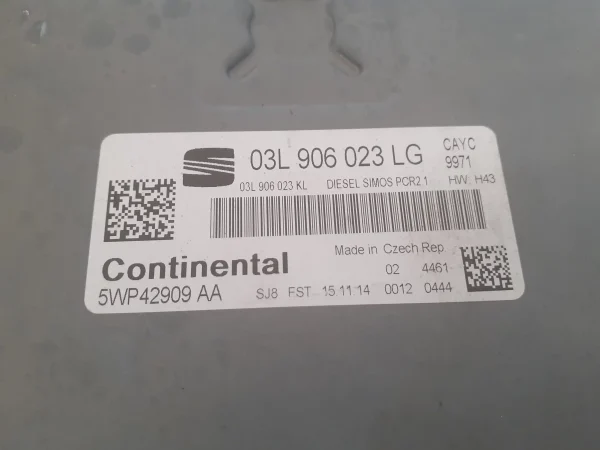 03L 906 023 LG CAYC
9971
03L 906 023 KL DIESEL SIMOS PCR2.1 HW: H43
Made in Czech Rep
Continental 02 4461-
5WP42909 AA SJ8 FST 15.11.14 0012 0444